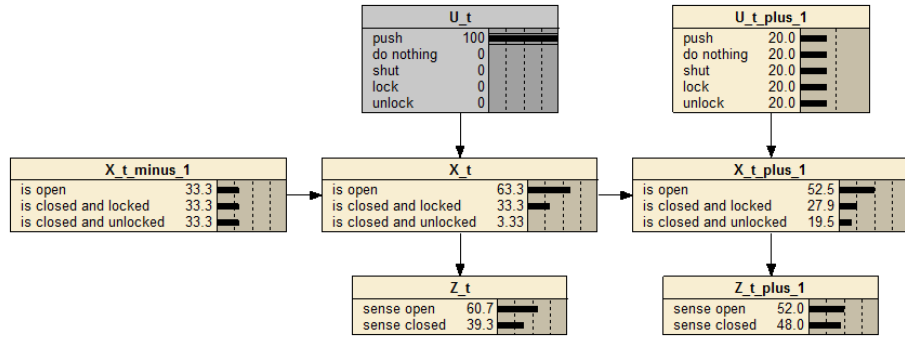 U_t
push 100
do nothing 0
shut 0
lock 0
unlock 0
U_t_plus_1
push 20.0
do nothing 20.0
shut 20.0
lock 20.0
unlock 20.0
X_t_minus_1
is open 33.3
is closed and locked 33.3
is closed and unlocked 33.3
X_t
is open 63.3
is closed and locked 33.3
is closed and unlocked 3.33
X_t_plus_1
is open 52.5
is closed and locked 27.9
is closed and unlocked 19.5
Z_t
sense open 60.7
sense closed 39.3
Z_t_plus_1
sense open 52.0
sense closed 48.0